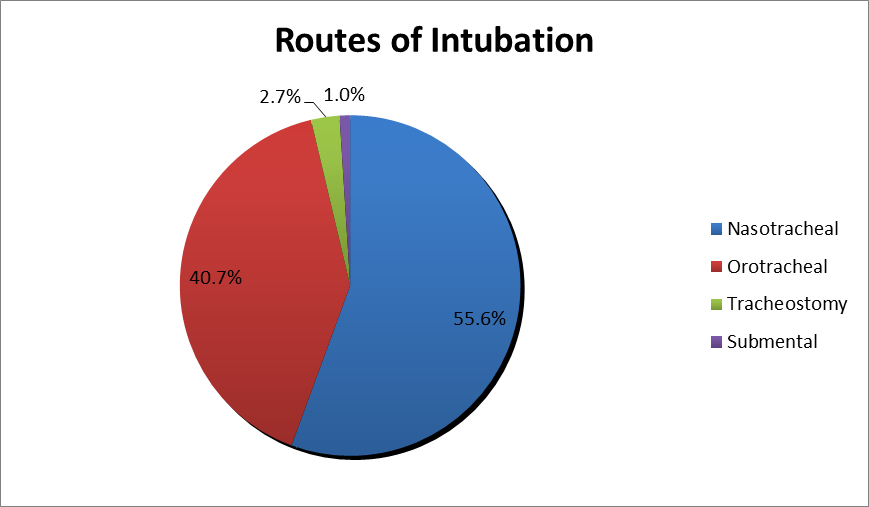 Routes of Intubation
2.7%
1.0%
40.7%
55.6%
Nasotracheal
Orotracheal
Tracheostomy
Submental